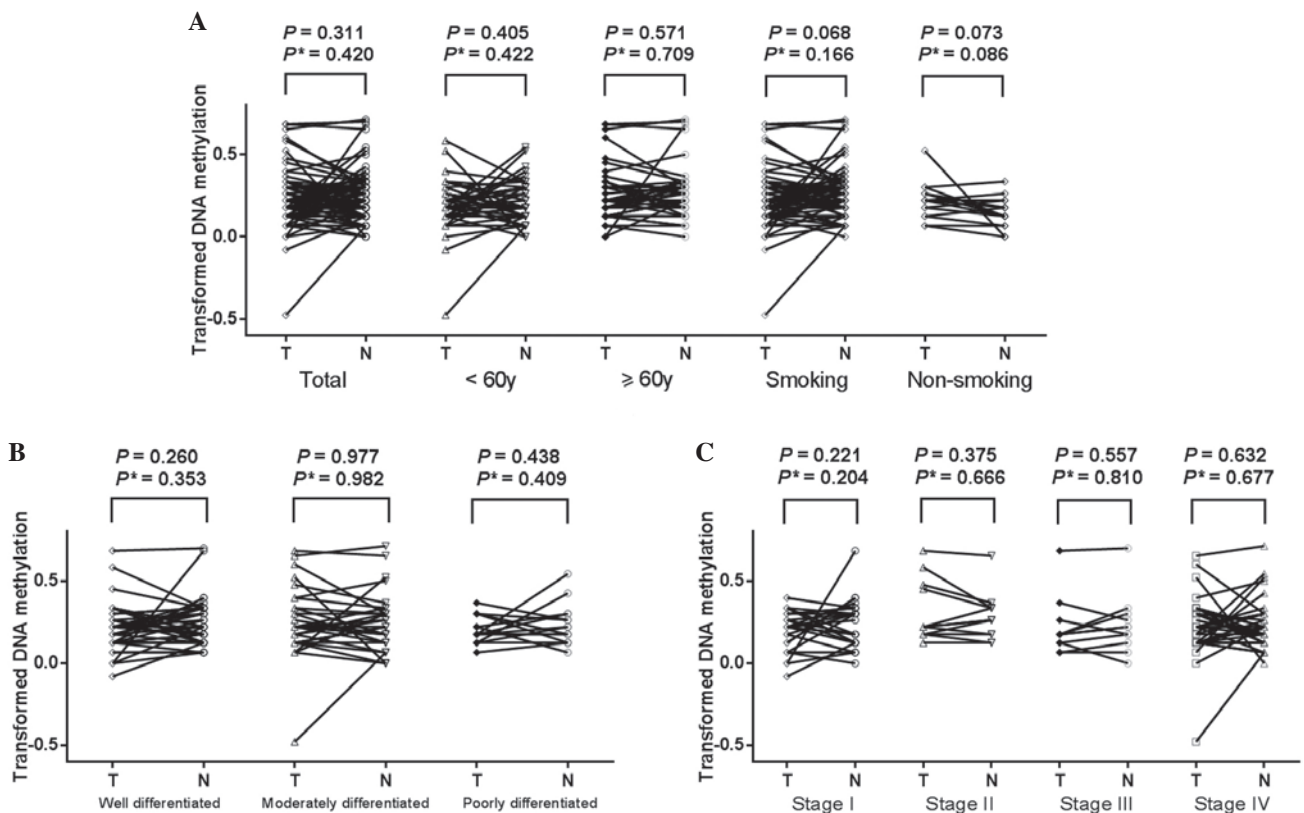 A
P = 0.311 P = 0.405 P = 0.571 P = 0.068 P = 0.073
P* = 0.420 P* = 0.422 P* = 0.709 P* = 0.166 P* = 0.086
Transformed DNA methylation
0.5
0.0
-0.5
T N T N T N T N T N
Total < 60y ⩾ 60y Smoking Non-smoking
B
P = 0.260 P = 0.977 P = 0.438
P* = 0.353 P* = 0.982 P* = 0.409
Transformed DNA methylation
0.5
0.0
-0.5
T N T N T N
Well differentiated Moderately differentiated Poorly differentiated
C
P = 0.221 P = 0.375 P = 0.557 P = 0.632
P* = 0.204 P* = 0.666 P* = 0.810 P* = 0.677
Transformed DNA methylation
0.5
0.0
-0.5
T N T N T N T N
Stage I Stage II Stage III Stage IV